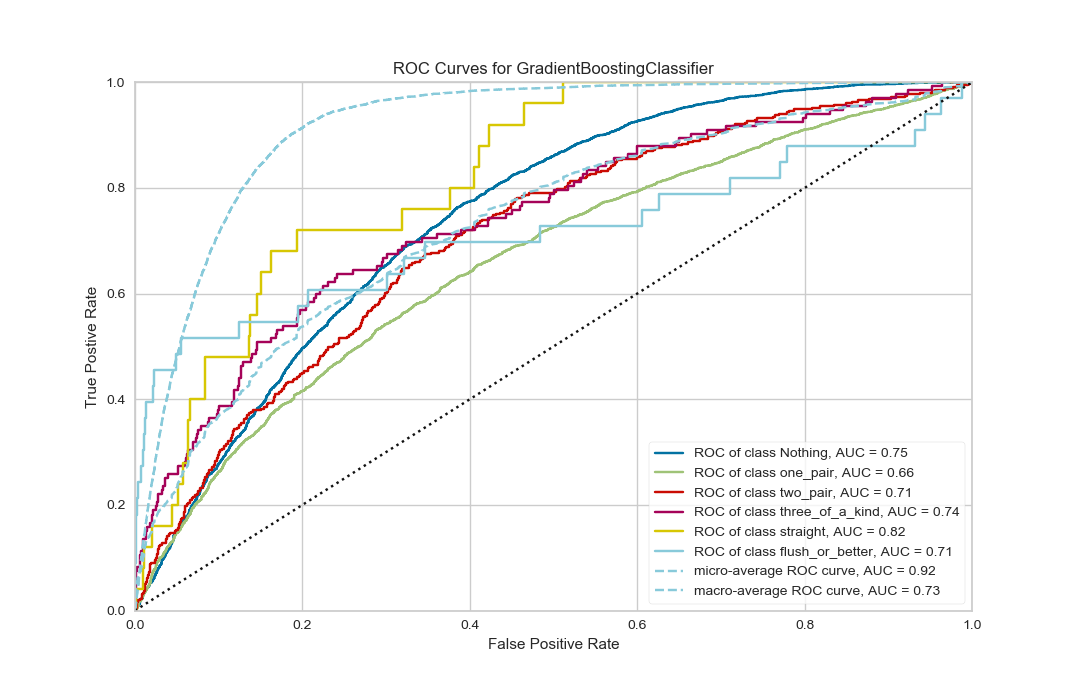 ROC Curves for GradientBoostingClassifier
True Postive Rate
1.0
0.8
0.6
0.4
0.2
0.0
ROC of class Nothing, AUC = 0.75
ROC of class one_pair, AUC = 0.66
ROC of class two_pair, AUC = 0.71
ROC of class three_of_a_kind, AUC = 0.74
ROC of class straight, AUC = 0.82
ROC of class flush_or_better, AUC = 0.71
micro-average ROC curve, AUC = 0.92
macro-average ROC curve, AUC = 0.73
0.0 0.2 0.4 0.6 0.8 1.0
False Positive Rate